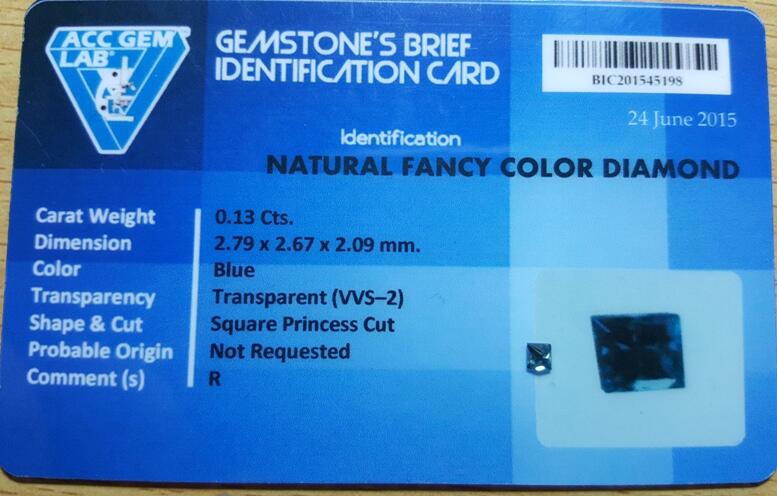 ACC GEM
LAB®
GEMSTONE'S BRIEF
IDENTIFICATION CARD
BIC201545198
24 June 2015
Identification
NATURAL FANCY COLOR DIAMOND
Carat Weight 0.13 Cts.
Dimension 2.79 x 2.67 x 2.09 mm.
Color Blue
Transparency Transparent (VVS–2)
Shape & Cut Square Princess Cut
Probable Origin Not Requested
Comment (s) R